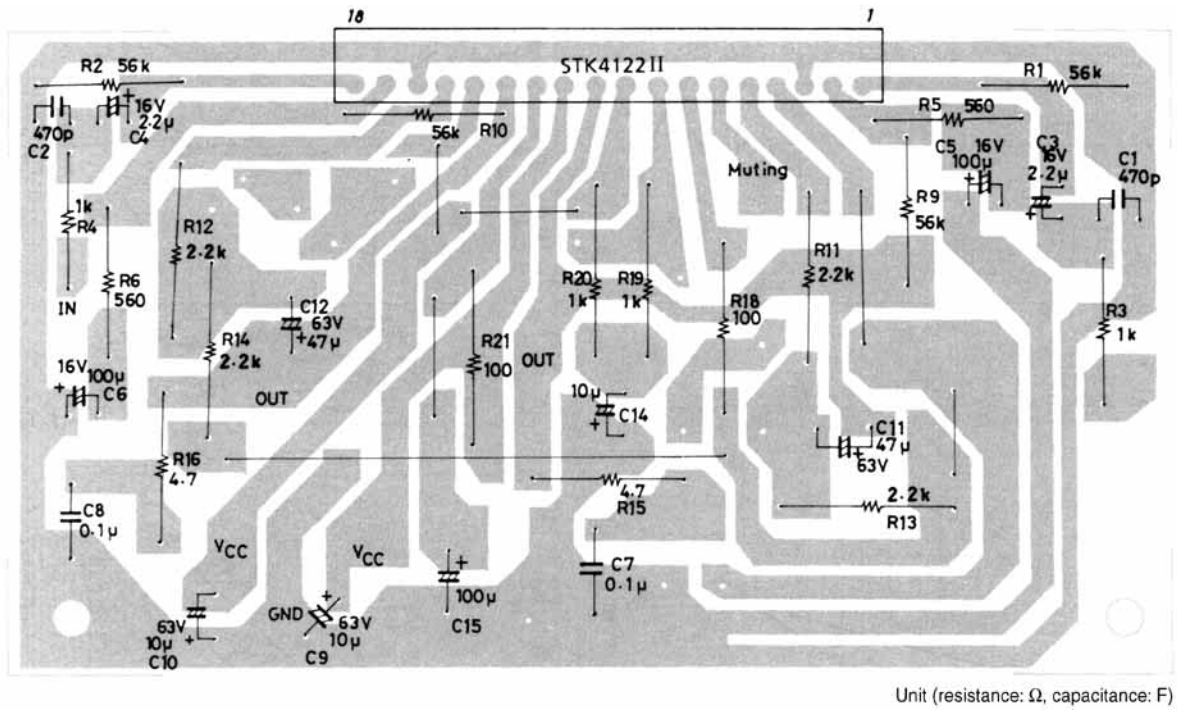 18 1
STK4122II
R2 56k
16V
2.2μ
C4
470p
C2
56k R10
R1
56k
R5 560
C5 16V
100μ
C3
16V
2.2μ
C1
470p
Muting
1k
R4
R12
2.2k
R9
56k
R11
2.2k
R6
560
IN
R20
1k
R19
1k
R18
100
R3
1k
C12
63V
47μ
R14
2.2k
R21
100
OUT
16V
100μ
C6
OUT
10μ
C14
C11
47μ
63V
R16
4.7
4.7
R15
2.2k
R13
C8
0.1μ
VCC
VCC
C7
0.1μ
100μ
C15
GND
63V
10μ
C10
63V
10μ
C9
Unit (resistance: Ω, capacitance: F)